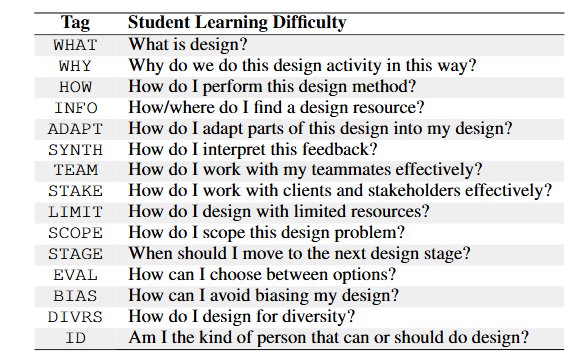 Tag Student Learning Difficulty
WHAT What is design?
WHY Why do we do this design activity in this way?
HOW How do I perform this design method?
INFO How/where do I find a design resource?
ADAPT How do I adapt parts of this design into my design?
SYNTH How do I interpret this feedback?
TEAM How do I work with my teammates effectively?
STAKE How do I work with clients and stakeholders effectively?
LIMIT How do I design with limited resources?
SCOPE How do I scope this design problem?
STAGE When should I move to the next design stage?
EVAL How can I choose between options?
BIAS How can I avoid biasing my design?
DIVRS How do I design for diversity?
ID Am I the kind of person that can or should do design?